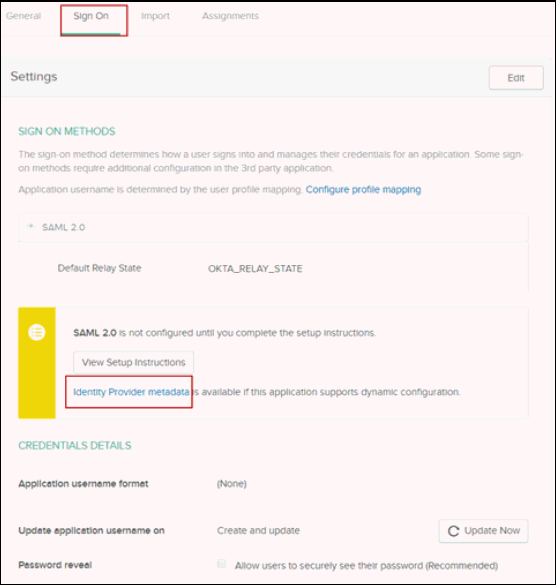 General Sign On Import Assignments
Settings Edit
SIGN ON METHODS
The sign-on method determines how a user signs into and manages their credentials for an application. Some sign-
on methods require additional configuration in the 3rd party application.
Application username is determined by the user profile mapping. Configure profile mapping
SAML 2.0
Default Relay State OKTA_RELAY_STATE
SAML 2.0 is not configured until you complete the setup instructions.
View Setup Instructions
Identity Provider metadata is available if this application supports dynamic configuration.
CREDENTIALS DETAILS
Application username format (None)
Update application username on Create and update Update Now
Password reveal Allow users to securely see their password (Recommended)